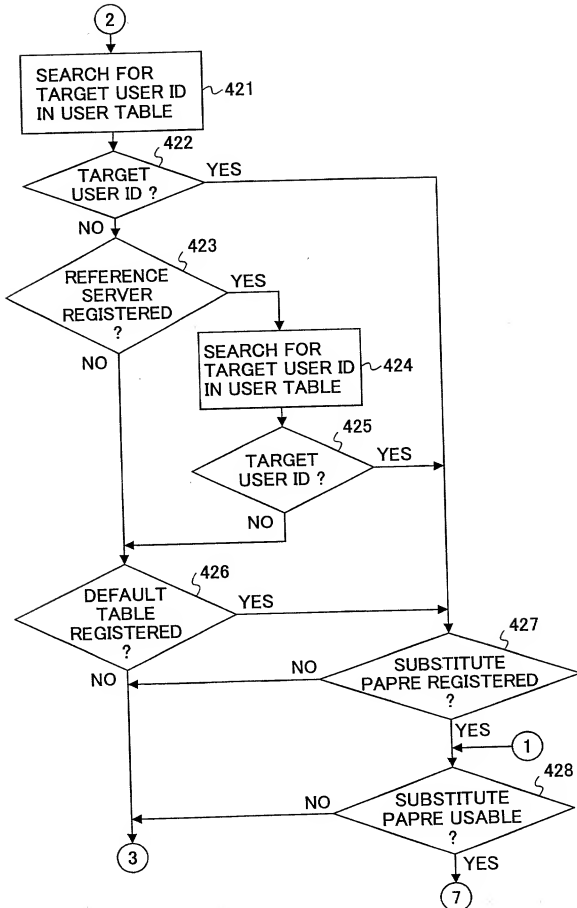 2
SEARCH FOR
TARGET USER ID
IN USER TABLE
421
422
TARGET
USER ID ?
YES
NO
423
REFERENCE
SERVER
REGISTERED
?
YES
NO
SEARCH FOR
TARGET USER ID
IN USER TABLE
424
425
TARGET
USER ID ?
YES
NO
426
DEFAULT
TABLE
REGISTERED
?
YES
NO
427
SUBSTITUTE
PAPRE REGISTERED
?
NO
YES
1
428
SUBSTITUTE
PAPRE USABLE
?
NO
YES
3
7